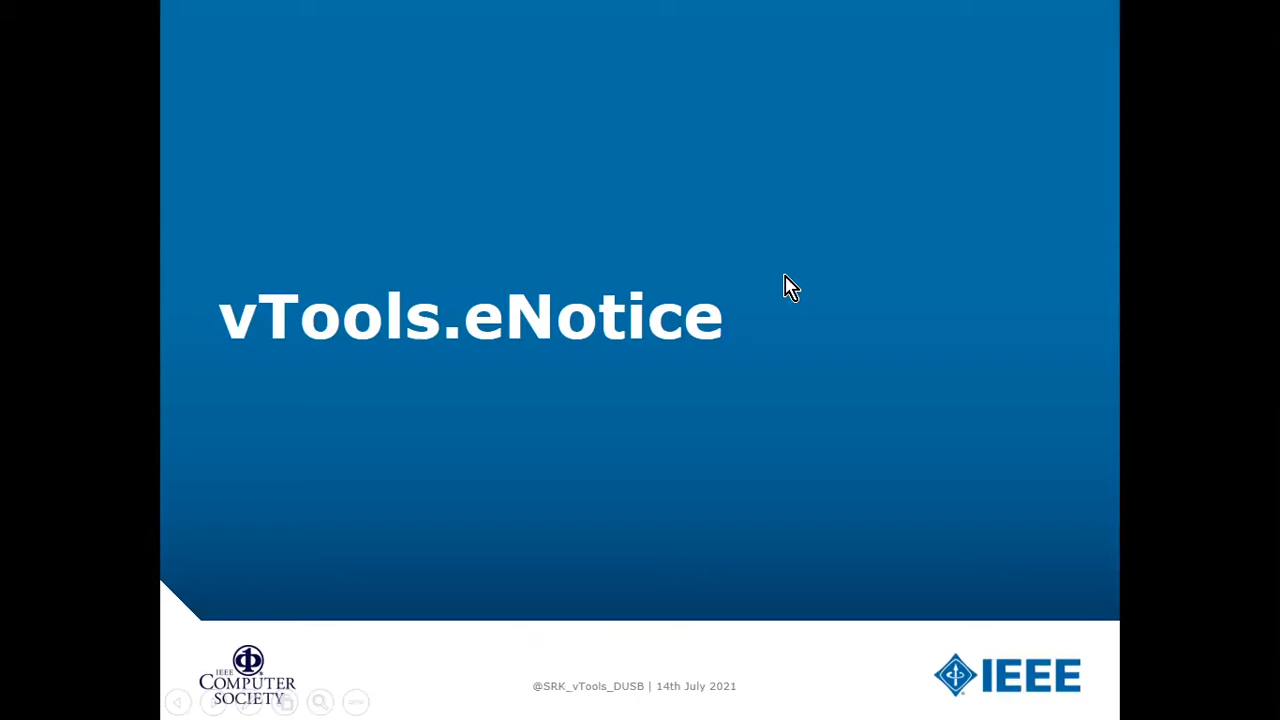 vTools.eNotice
IEEE
COMPUTER
SOCIETY
@SRK_vTools_DUSB | 14th July 2021
IEEE